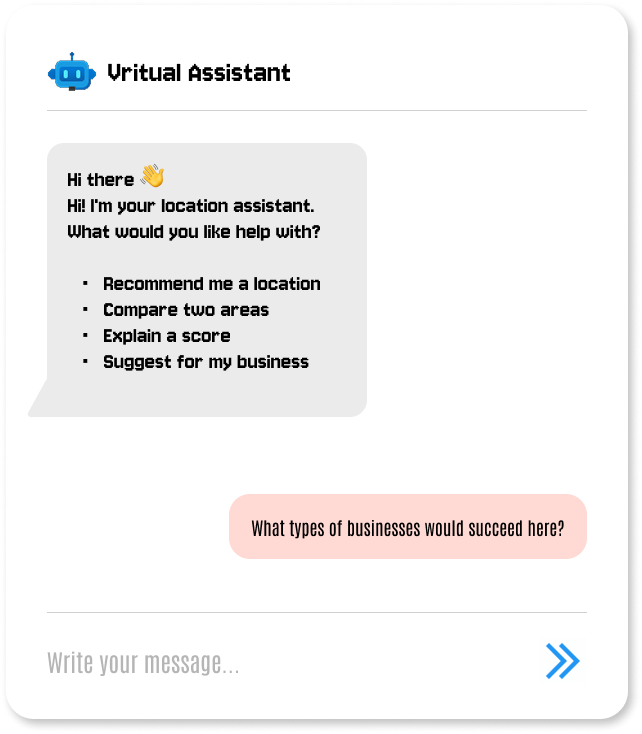 Vritual Assistant
Hi there 👋
Hi! I'm your location assistant.
What would you like help with?
• Recommend me a location
• Compare two areas
• Explain a score
• Suggest for my business
What types of businesses would succeed here?
Write your message...